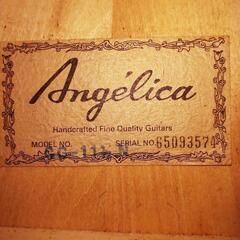 Angélica
Handcrafted Fine Quality Guitars
MODEL NO. SERIAL NO. 65093574